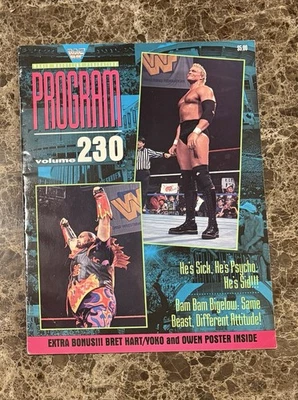 $5.00
PROGRAM
volume 230
He's Sick, He's Psycho,
He's Sid!!!
Bam Bam Bigelow: Same
Beast, Different Attitude!
EXTRA BONUS!!! BRET HART/YOKO and OWEN POSTER INSIDE